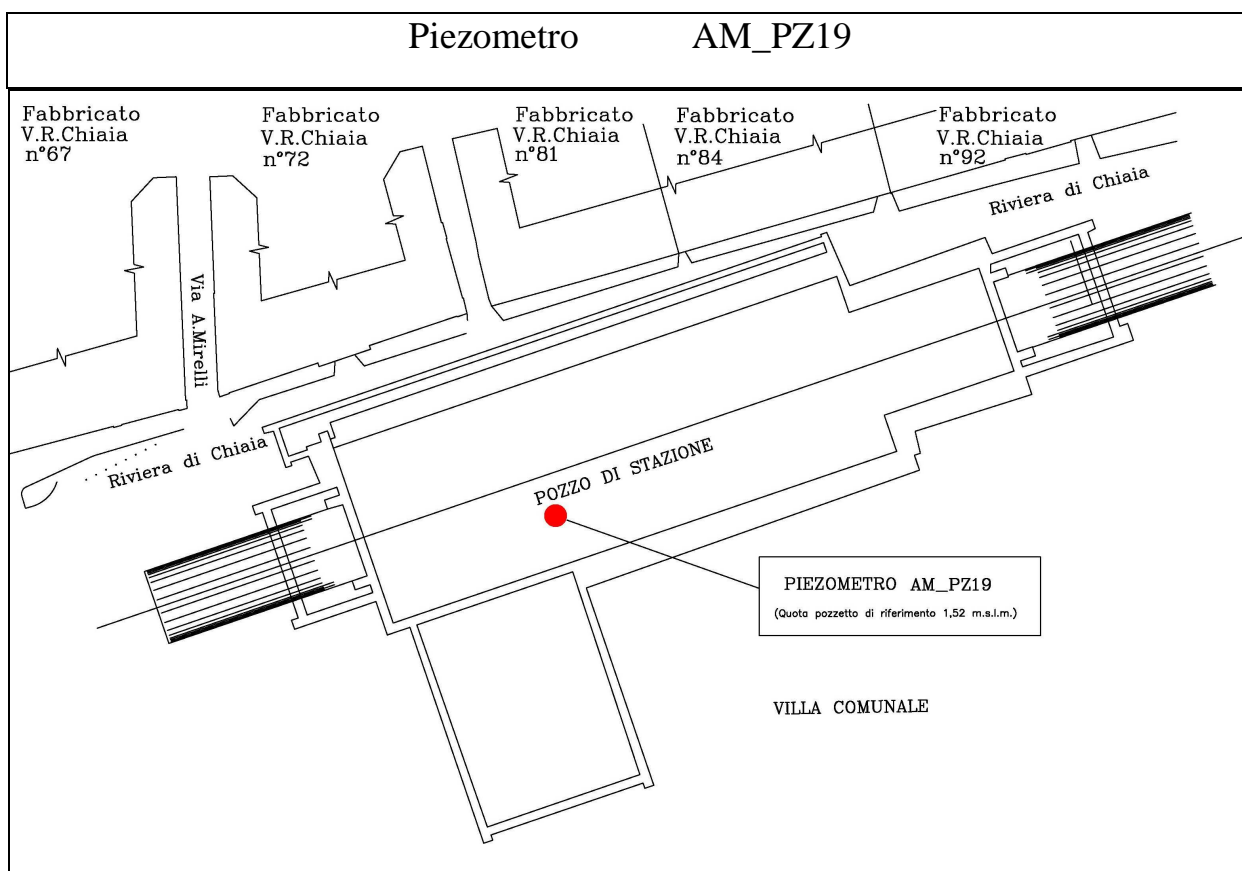 Piezometro AM_PZ19
Fabbricato
V.R.Chiaia
n°67
Fabbricato
V.R.Chiaia
n°72
Fabbricato
V.R.Chiaia
n°81
Fabbricato
V.R.Chiaia
n°84
Fabbricato
V.R.Chiaia
n°92
Riviera di Chiaia
Via A.Mirelli
Riviera di Chiaia
POZZO DI STAZIONE
PIEZOMETRO AM_PZ19
(Quota pozzetto di riferimento 1,52 m.s.l.m.)
VILLA COMUNALE